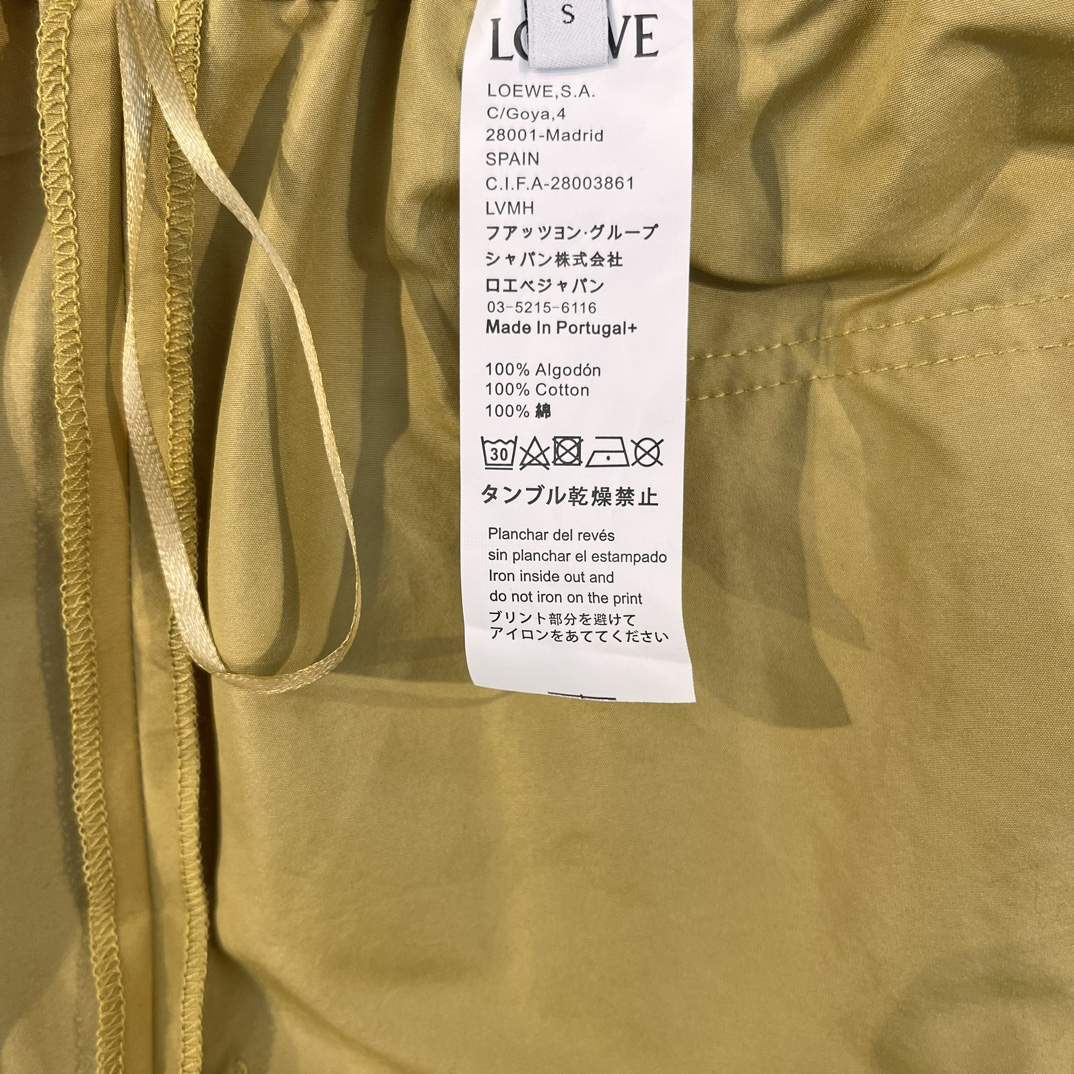 S
LOEWE
LOEWE,S.A.
C/Goya,4
28001-Madrid
SPAIN
C.I.F.A-28003861
LVMH
フアッツヨン·グループ
シャバン株式会社
ロエベジャパン
03-5215-6116
Made In Portugal+
100% Algodón
100% Cotton
100% 綿
30
タンブル乾燥禁止
Planchar del revés
sin planchar el estampado
Iron inside out and
do not iron on the print
プリント部分を避けて
アイロンをあててください